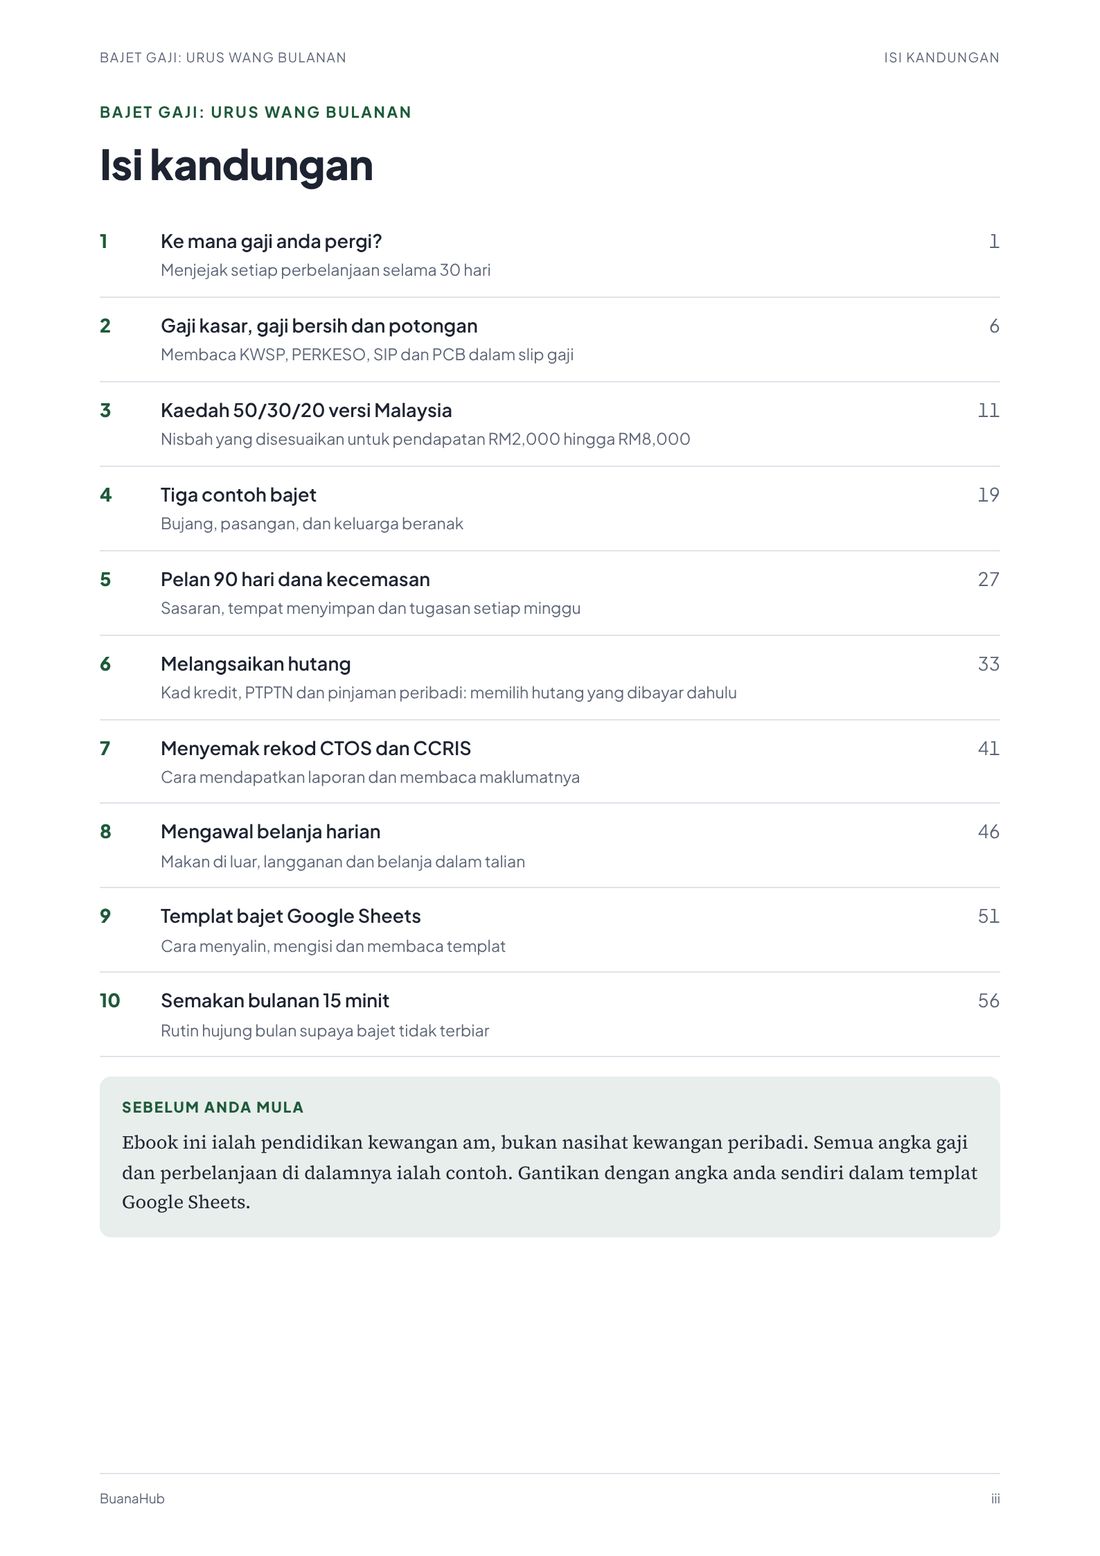 BAJET GAJI: URUS WANG BULANAN
ISI KANDUNGAN
BAJET GAJI: URUS WANG BULANAN
Isi kandungan
1 Ke mana gaji anda pergi? 1
Menjejak setiap perbelanjaan selama 30 hari
2 Gaji kasar, gaji bersih dan potongan 6
Membaca KWSP, PERKESO, SIP dan PCB dalam slip gaji
3 Kaedah 50/30/20 versi Malaysia 11
Nisbah yang disesuaikan untuk pendapatan RM2,000 hingga RM8,000
4 Tiga contoh bajet 19
Bujang, pasangan, dan keluarga beranak
5 Pelan 90 hari dana kecemasan 27
Sasaran, tempat menyimpan dan tugasan setiap minggu
6 Melangsaikan hutang 33
Kad kredit, PTPTN dan pinjaman peribadi: memilih hutang yang dibayar dahulu
7 Menyemak rekod CTOS dan CCRIS 41
Cara mendapatkan laporan dan membaca maklumatnya
8 Mengawal belanja harian 46
Makan di luar, langganan dan belanja dalam talian
9 Templat bajet Google Sheets 51
Cara menyalin, mengisi dan membaca templat
10 Semakan bulanan 15 minit 56
Rutin hujung bulan supaya bajet tidak terbiar
SEBELUM ANDA MULA
Ebook ini ialah pendidikan kewangan am, bukan nasihat kewangan peribadi. Semua angka gaji
dan perbelanjaan di dalamnya ialah contoh. Gantikan dengan angka anda sendiri dalam templat
Google Sheets.
BuanaHub
iii